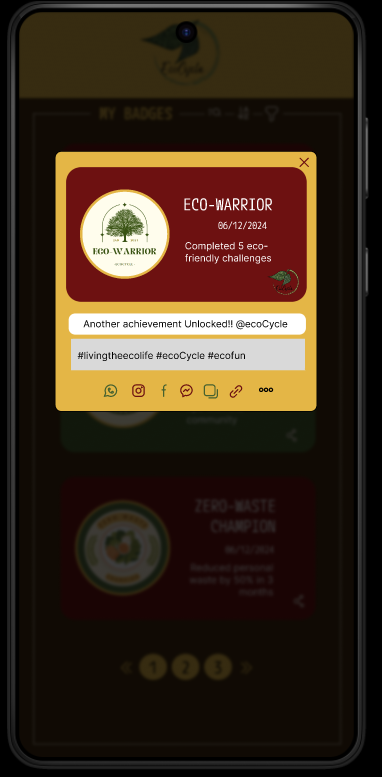 EcoCycle
MY BADGES
ECO-WARRIOR
06/12/2024
Completed 5 eco-
friendly challenges
ECO-WARRIOR
Another achievement Unlocked!! @ecoCycle
#livingtheecolife #ecoCycle #ecofun
community
ZERO-WASTE
CHAMPION
06/12/2024
Reduced personal
waste by 50% in 3
months
1 2 3